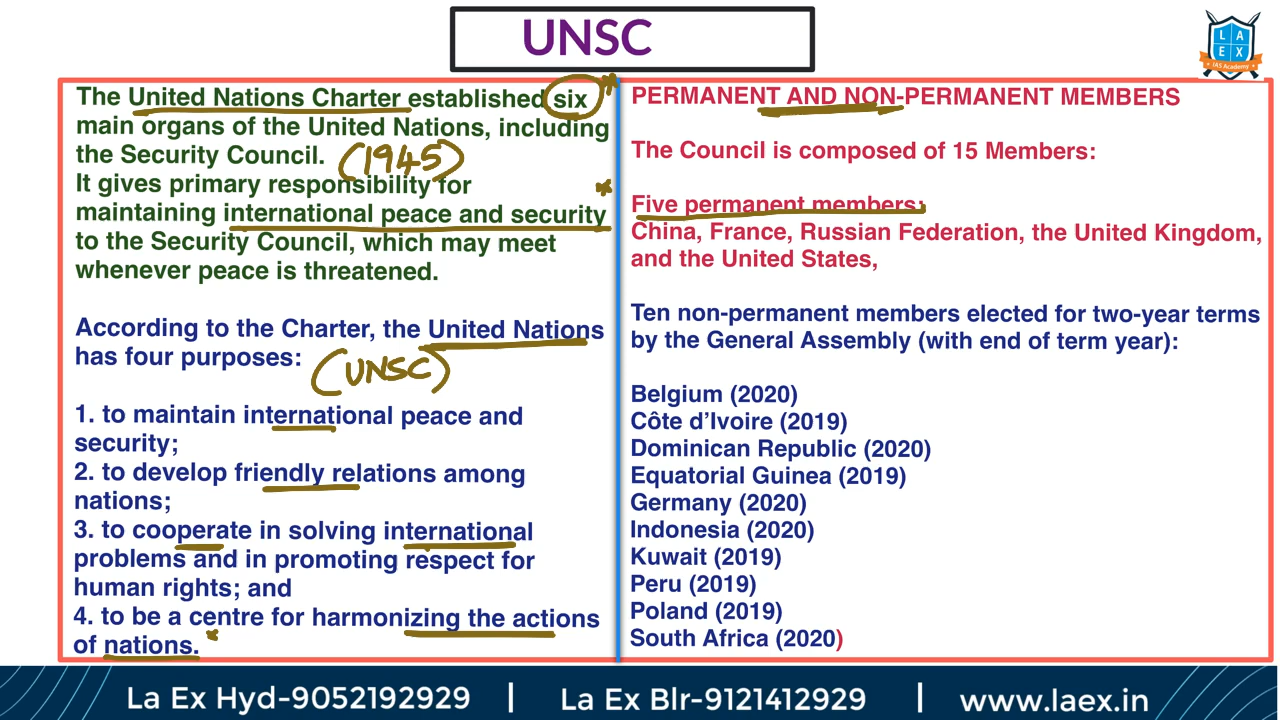 UNSC
L A
E X
IAS Academy
The United Nations Charter established six
main organs of the United Nations, including
the Security Council.
(1945)
It gives primary responsibility for
maintaining international peace and security
to the Security Council, which may meet
whenever peace is threatened.
According to the Charter, the United Nations
has four purposes:
(UNSC)
1. to maintain international peace and
security;
2. to develop friendly relations among
nations;
3. to cooperate in solving international
problems and in promoting respect for
human rights; and
4. to be a centre for harmonizing the actions
of nations.
PERMANENT AND NON-PERMANENT MEMBERS
The Council is composed of 15 Members:
Five permanent members:
China, France, Russian Federation, the United Kingdom,
and the United States,
Ten non-permanent members elected for two-year terms
by the General Assembly (with end of term year):
Belgium (2020)
Côte d’Ivoire (2019)
Dominican Republic (2020)
Equatorial Guinea (2019)
Germany (2020)
Indonesia (2020)
Kuwait (2019)
Peru (2019)
Poland (2019)
South Africa (2020)
La Ex Hyd-9052192929 | La Ex Blr-9121412929 | www.laex.in